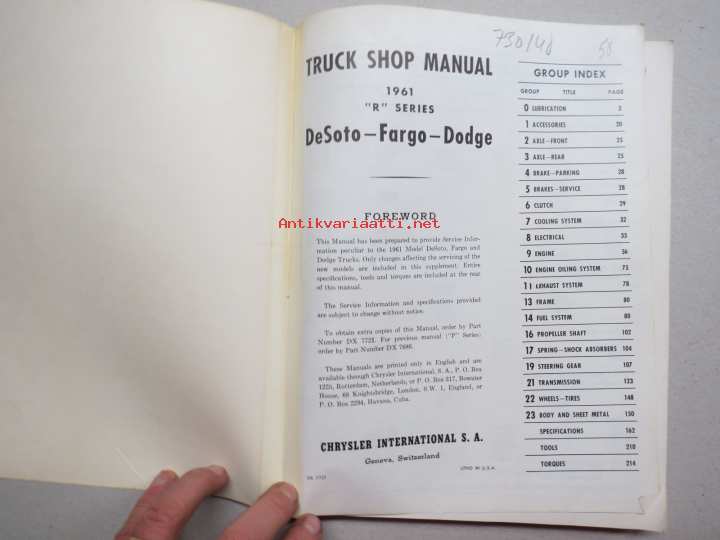 730/40
58
TRUCK SHOP MANUAL
1961
"R" SERIES
DeSoto—Fargo—Dodge
FOREWORD
Antikvariaatti.net
This Manual has been prepared to provide Service Infor-
mation peculiar to the 1961 Model DeSoto, Fargo and
Dodge Trucks. Only changes affecting the servicing of the
new models are included in this supplement. Entire
specifications, tools and torques are included at the rear
of this manual.
The Service Information and specifications provided
are subject to change without notice.
To obtain extra copies of this Manual, order by Part
Number DX 7723. For previous manual ("P" Series)
order by Part Number DX 7686.
These Manuals are printed only in English and are
available through Chrysler International, S. A., P. O. Box
1225, Rotterdam, Netherlands, or P. O. Box 217, Bowater
House, 68 Knightsbridge, London, S W. 1, England, or
P. O. Box 2294, Havana, Cuba.
CHRYSLER INTERNATIONAL S. A.
Geneva, Switzerland
DX 7723
LITHO IN U.S.A.
GROUP INDEX
GROUP TITLE PAGE
0 LUBRICATION 2
1 ACCESSORIES 20
2 AXLE—FRONT 25
3 AXLE—REAR 25
4 BRAKE—PARKING 28
5 BRAKES—SERVICE 28
6 CLUTCH 29
7 COOLING SYSTEM 32
8 ELECTRICAL 35
9 ENGINE 56
10 ENGINE OILING SYSTEM 75
11 EXHAUST SYSTEM 78
13 FRAME 80
14 FUEL SYSTEM 80
16 PROPELLER SHAFT 102
17 SPRING—SHOCK ABSORBERS 104
19 STEERING GEAR 107
21 TRANSMISSION 123
22 WHEELS—TIRES 148
23 BODY AND SHEET METAL 150
SPECIFICATIONS 162
TOOLS 210
TORQUES 214